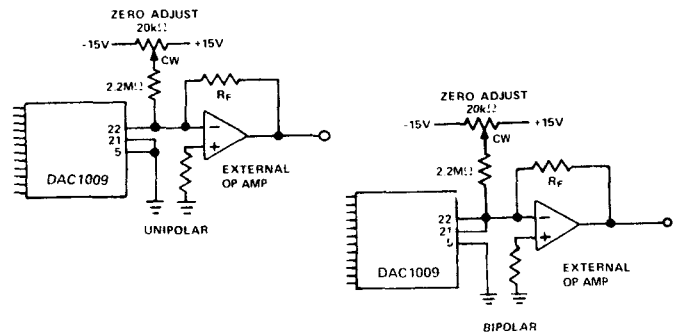 ZERO ADJUST
20kΩ
-15V
+15V
CW
2.2MΩ
RF
22
21
5
DAC1009
EXTERNAL
OP AMP
UNIPOLAR
ZERO ADJUST
20kΩ
-15V
+15V
CW
2.2MΩ
RF
22
21
5
DAC1009
EXTERNAL
OP AMP
BIPOLAR